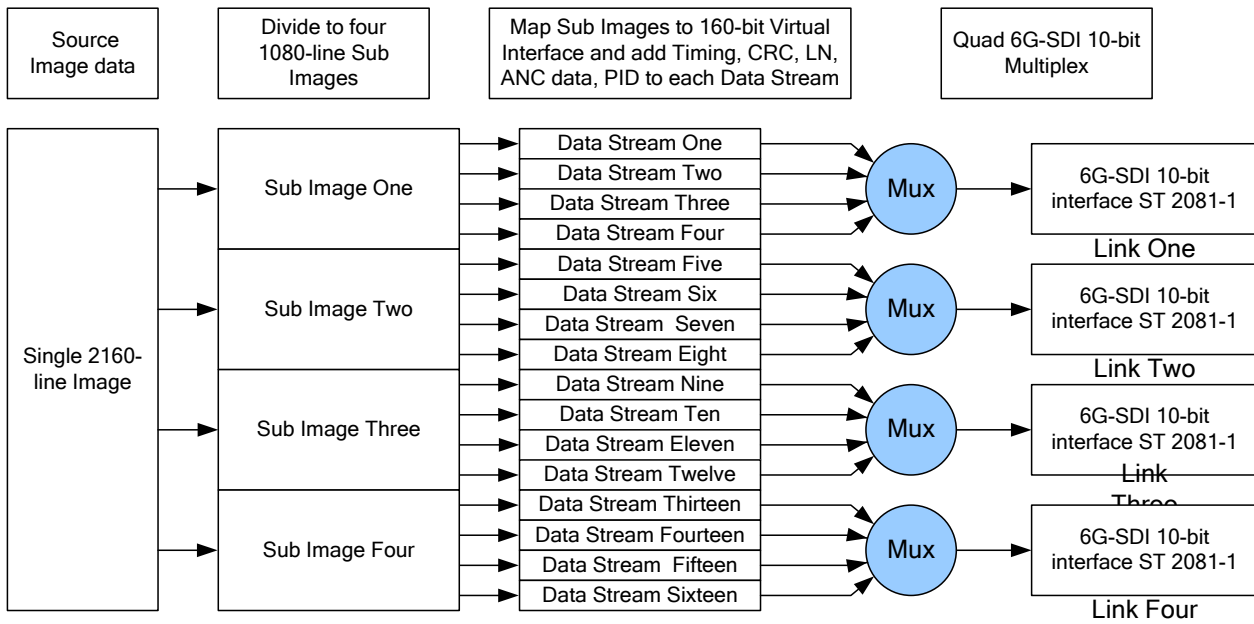 Source
Image data
Divide to four
1080-line Sub
Images
Map Sub Images to 160-bit Virtual
Interface and add Timing, CRC, LN,
ANC data, PID to each Data Stream
Quad 6G-SDI 10-bit
Multiplex
Single 2160-
line Image
Sub Image One
Sub Image Two
Sub Image Three
Sub Image Four
Data Stream One
Data Stream Two
Data Stream Three
Data Stream Four
Data Stream Five
Data Stream Six
Data Stream  Seven
Data Stream Eight
Data Stream Nine
Data Stream Ten
Data Stream Eleven
Data Stream Twelve
Data Stream Thirteen
Data Stream Fourteen
Data Stream  Fifteen
Data Stream Sixteen
Mux
Mux
Mux
Mux
6G-SDI 10-bit
interface ST 2081-1
Link One
6G-SDI 10-bit
interface ST 2081-1
Link Two
6G-SDI 10-bit
interface ST 2081-1
Link
Three
6G-SDI 10-bit
interface ST 2081-1
Link Four